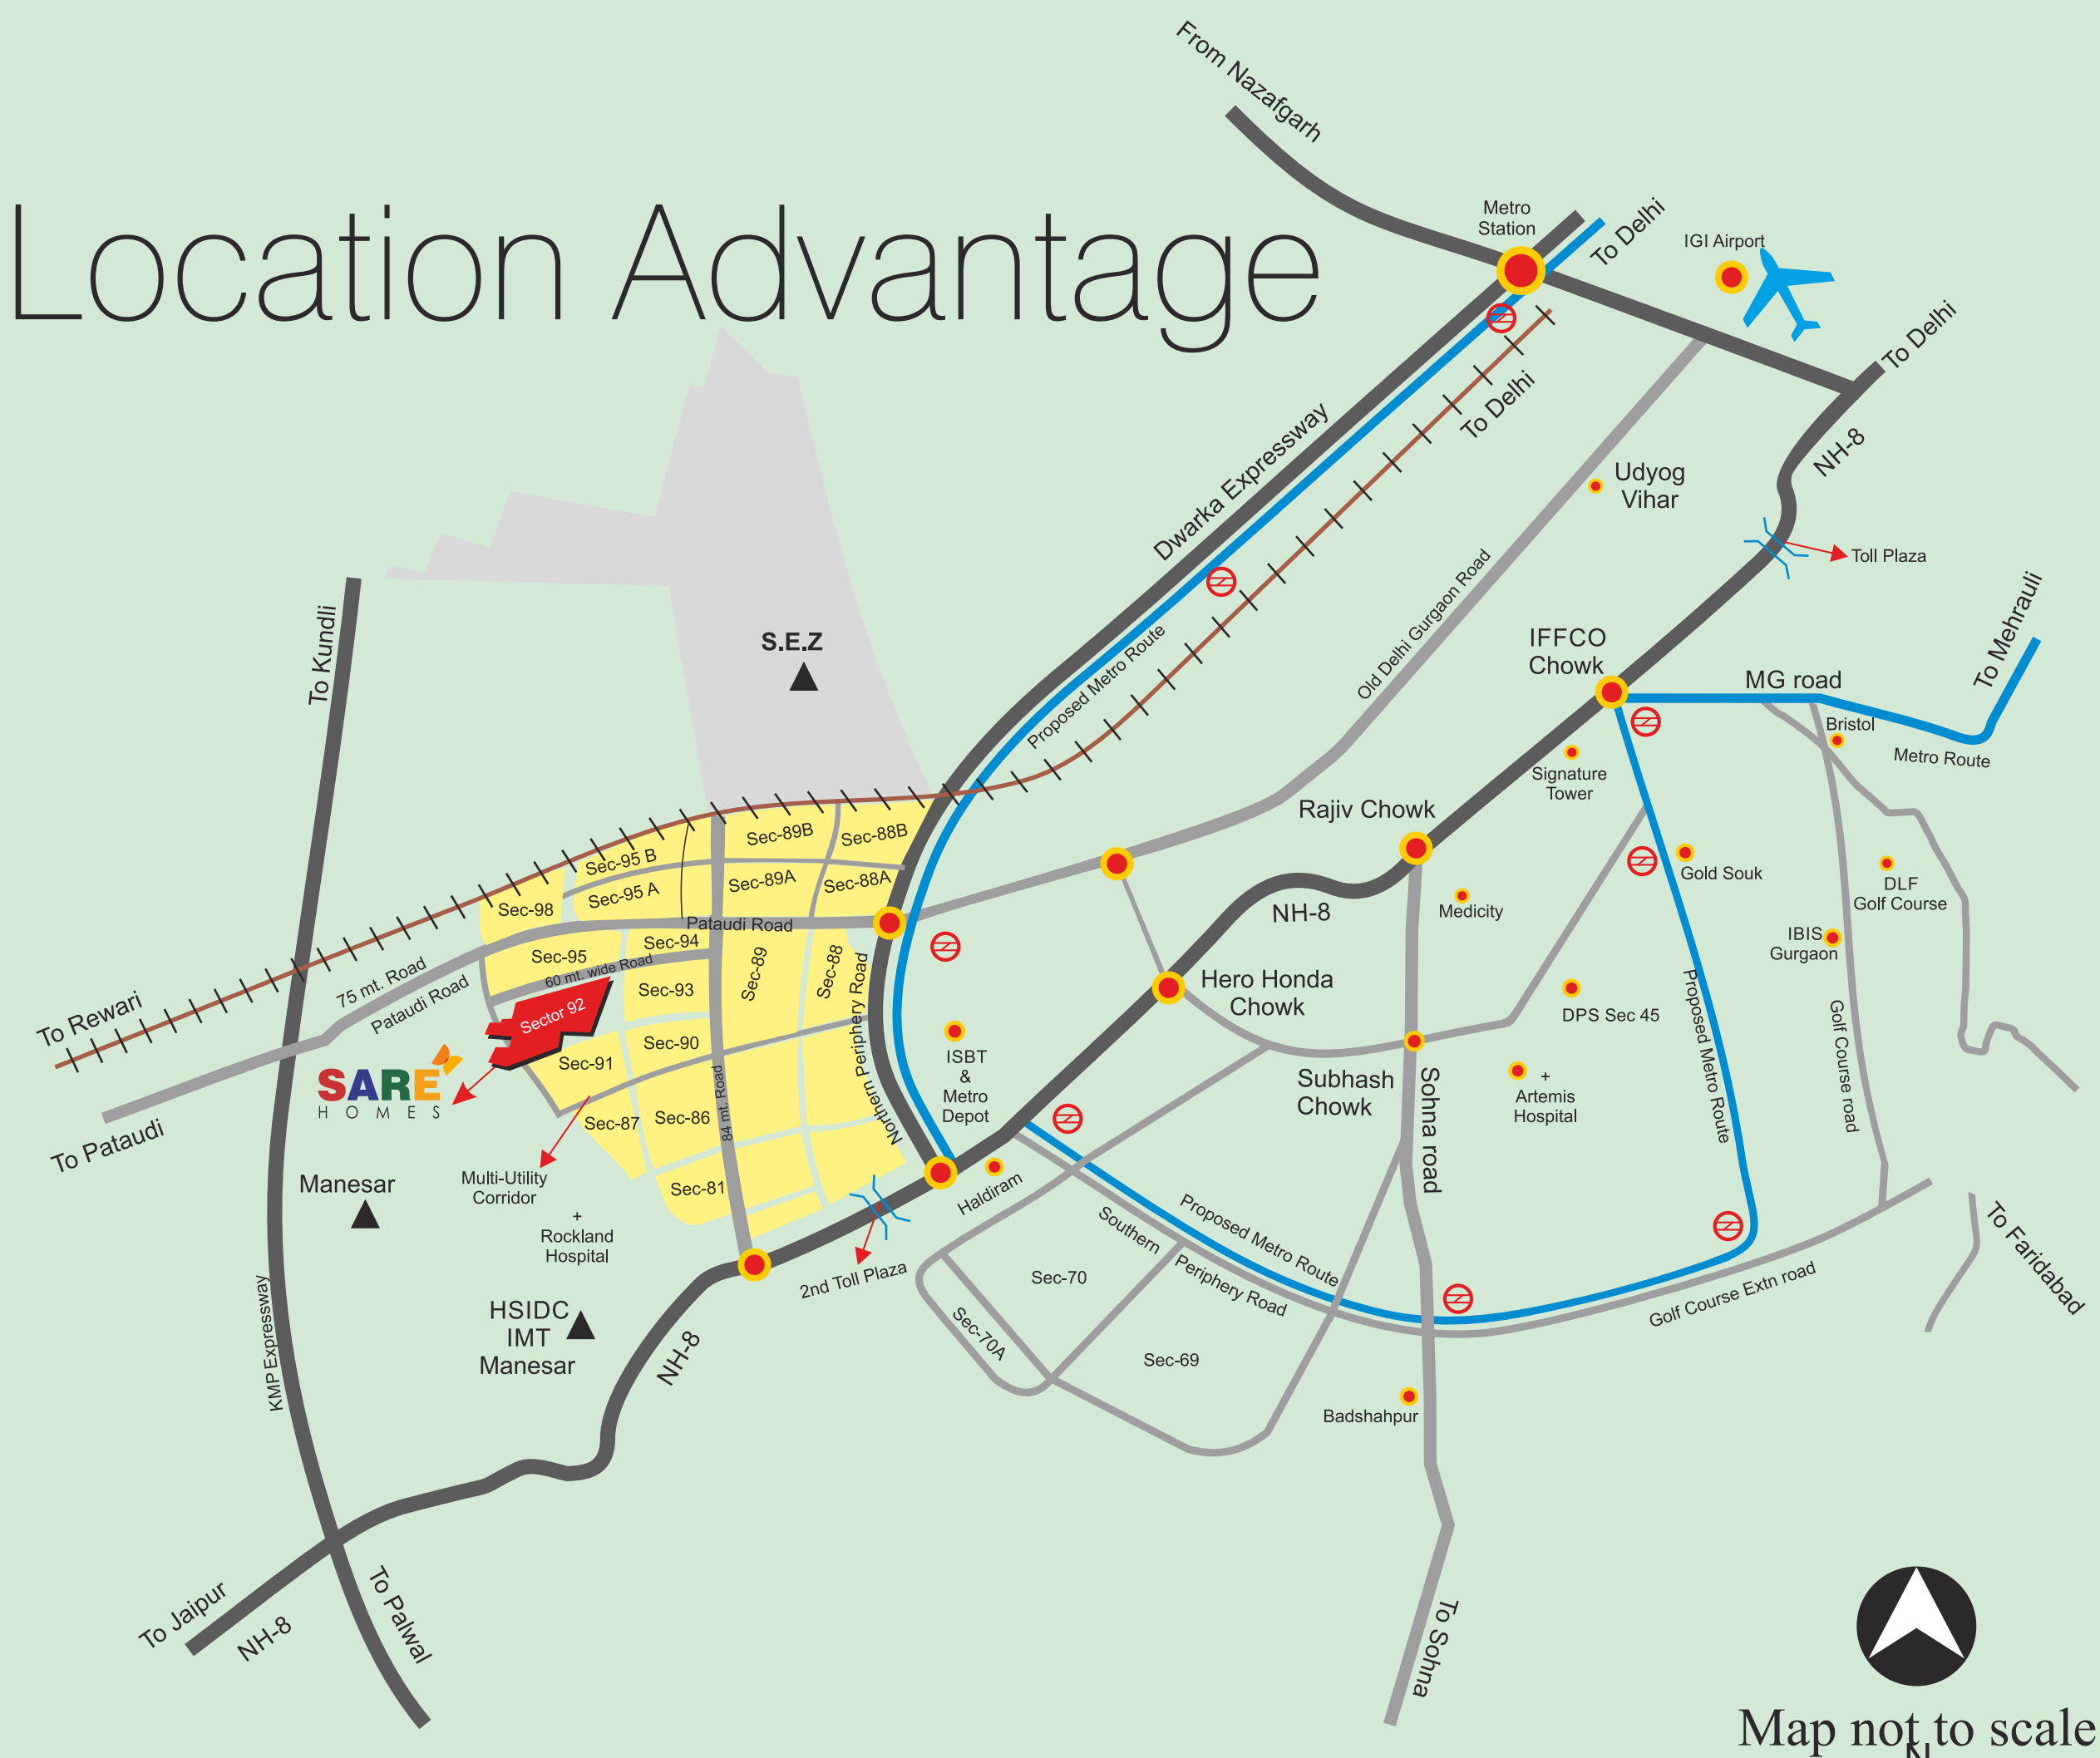 From Nazafgarh
Location Advantage
Metro
Station
To Delhi
IGI Airport
To Delhi
To Delhi
NH-8
Dwarka Expressway
Udyog
Vihar
Toll Plaza
Old Delhi Gurgaon Road
Proposed Metro Route
To Kundli
S.E.Z
IFFCO
Chowk
MG road
To Mehrauli
Bristol
Metro Route
Signature
Tower
Rajiv Chowk
Gold Souk
Medicity
DLF
Golf Course
IBIS
Gurgaon
NH-8
Sec-89B
Sec-88B
Sec-95 B
Sec-95 A
Sec-89A
Sec-88A
Sec-98
Pataudi Road
Sec-94
Sec-95
60 mt. wide Road
Sec-89
Sec-88
Sec-93
75 mt. Road
Pataudi Road
To Rewari
Sector 92
Sec-90
Sec-91
Northern Periphery Road
SARE
HOMES
Sec-87
Sec-86
84 mt. Road
Sec-81
To Pataudi
Multi-Utility
Corridor
Manesar
+
Rockland
Hospital
HSIDC
IMT
Manesar
KMP Expressway
NH-8
2nd Toll Plaza
ISBT
&
Metro
Depot
Haldiram
Hero Honda
Chowk
Subhash
Chowk
Sohna road
DPS Sec 45
+
Artemis
Hospital
Proposed Metro Route
Golf Course road
Southern
Periphery Road
Proposed Metro Route
Golf Course Extn road
To Faridabad
Sec-70
Sec-70A
Sec-69
Badshahpur
To Jaipur
NH-8
To Palwal
To Sohna
Map not to scale
N